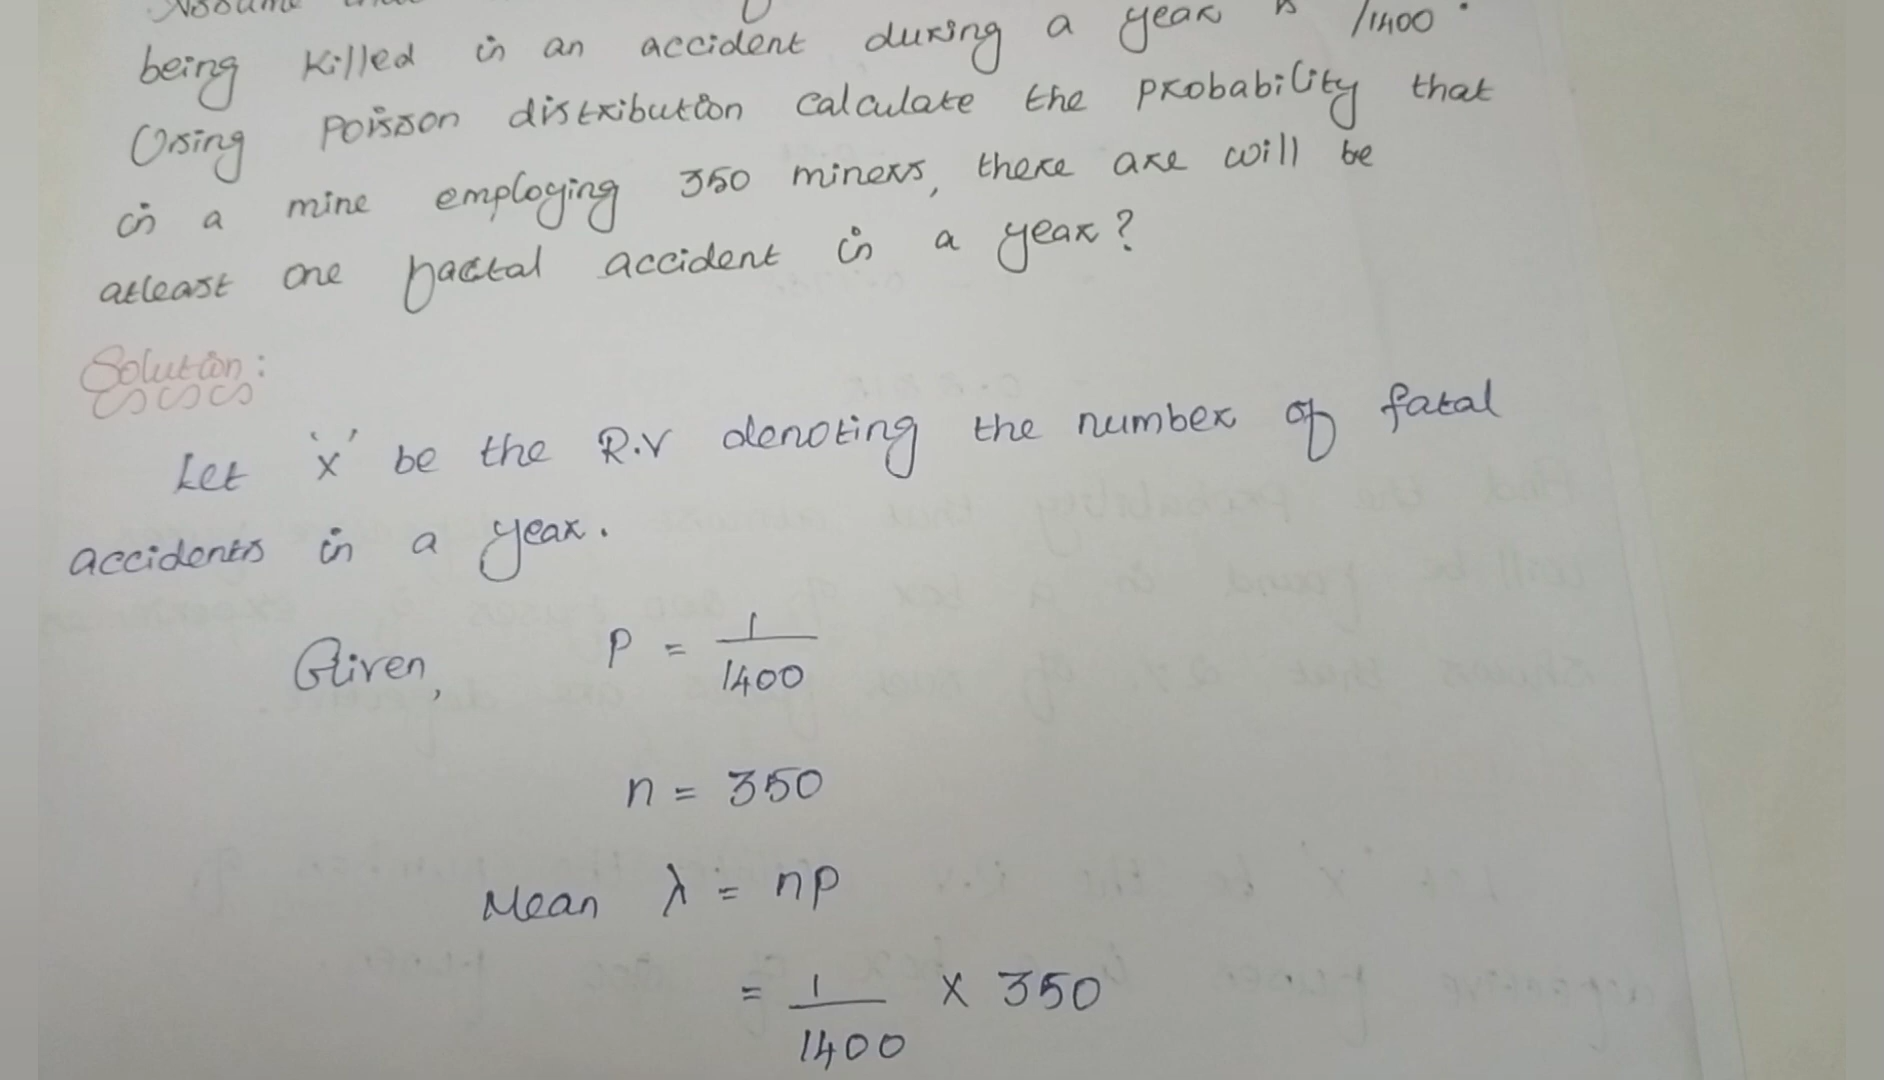 Assume
being killed in an accident during a year is 1/1400.
Using Poisson distribution calculate the probability that
in a mine employing 350 miners, there are will be
atleast one factal accident in a year?
Solution:
Let 'x' be the R.V denoting the number of fatal
accidents in a year.
Given, P = 1/1400
n = 350
Mean λ = np
= 1/1400 × 350